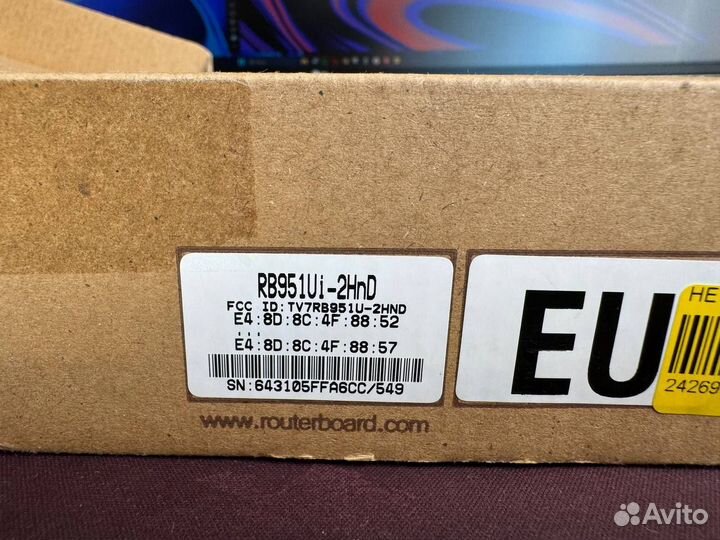 RB951Ui-2HnD
FCC ID:TV7RB951U-2HND
E4:8D:8C:4F:88:52
...
E4:8D:8C:4F:88:57
SN:643105FFA6CC/549
www.routerboard.com
EU
HE
24269
Avito